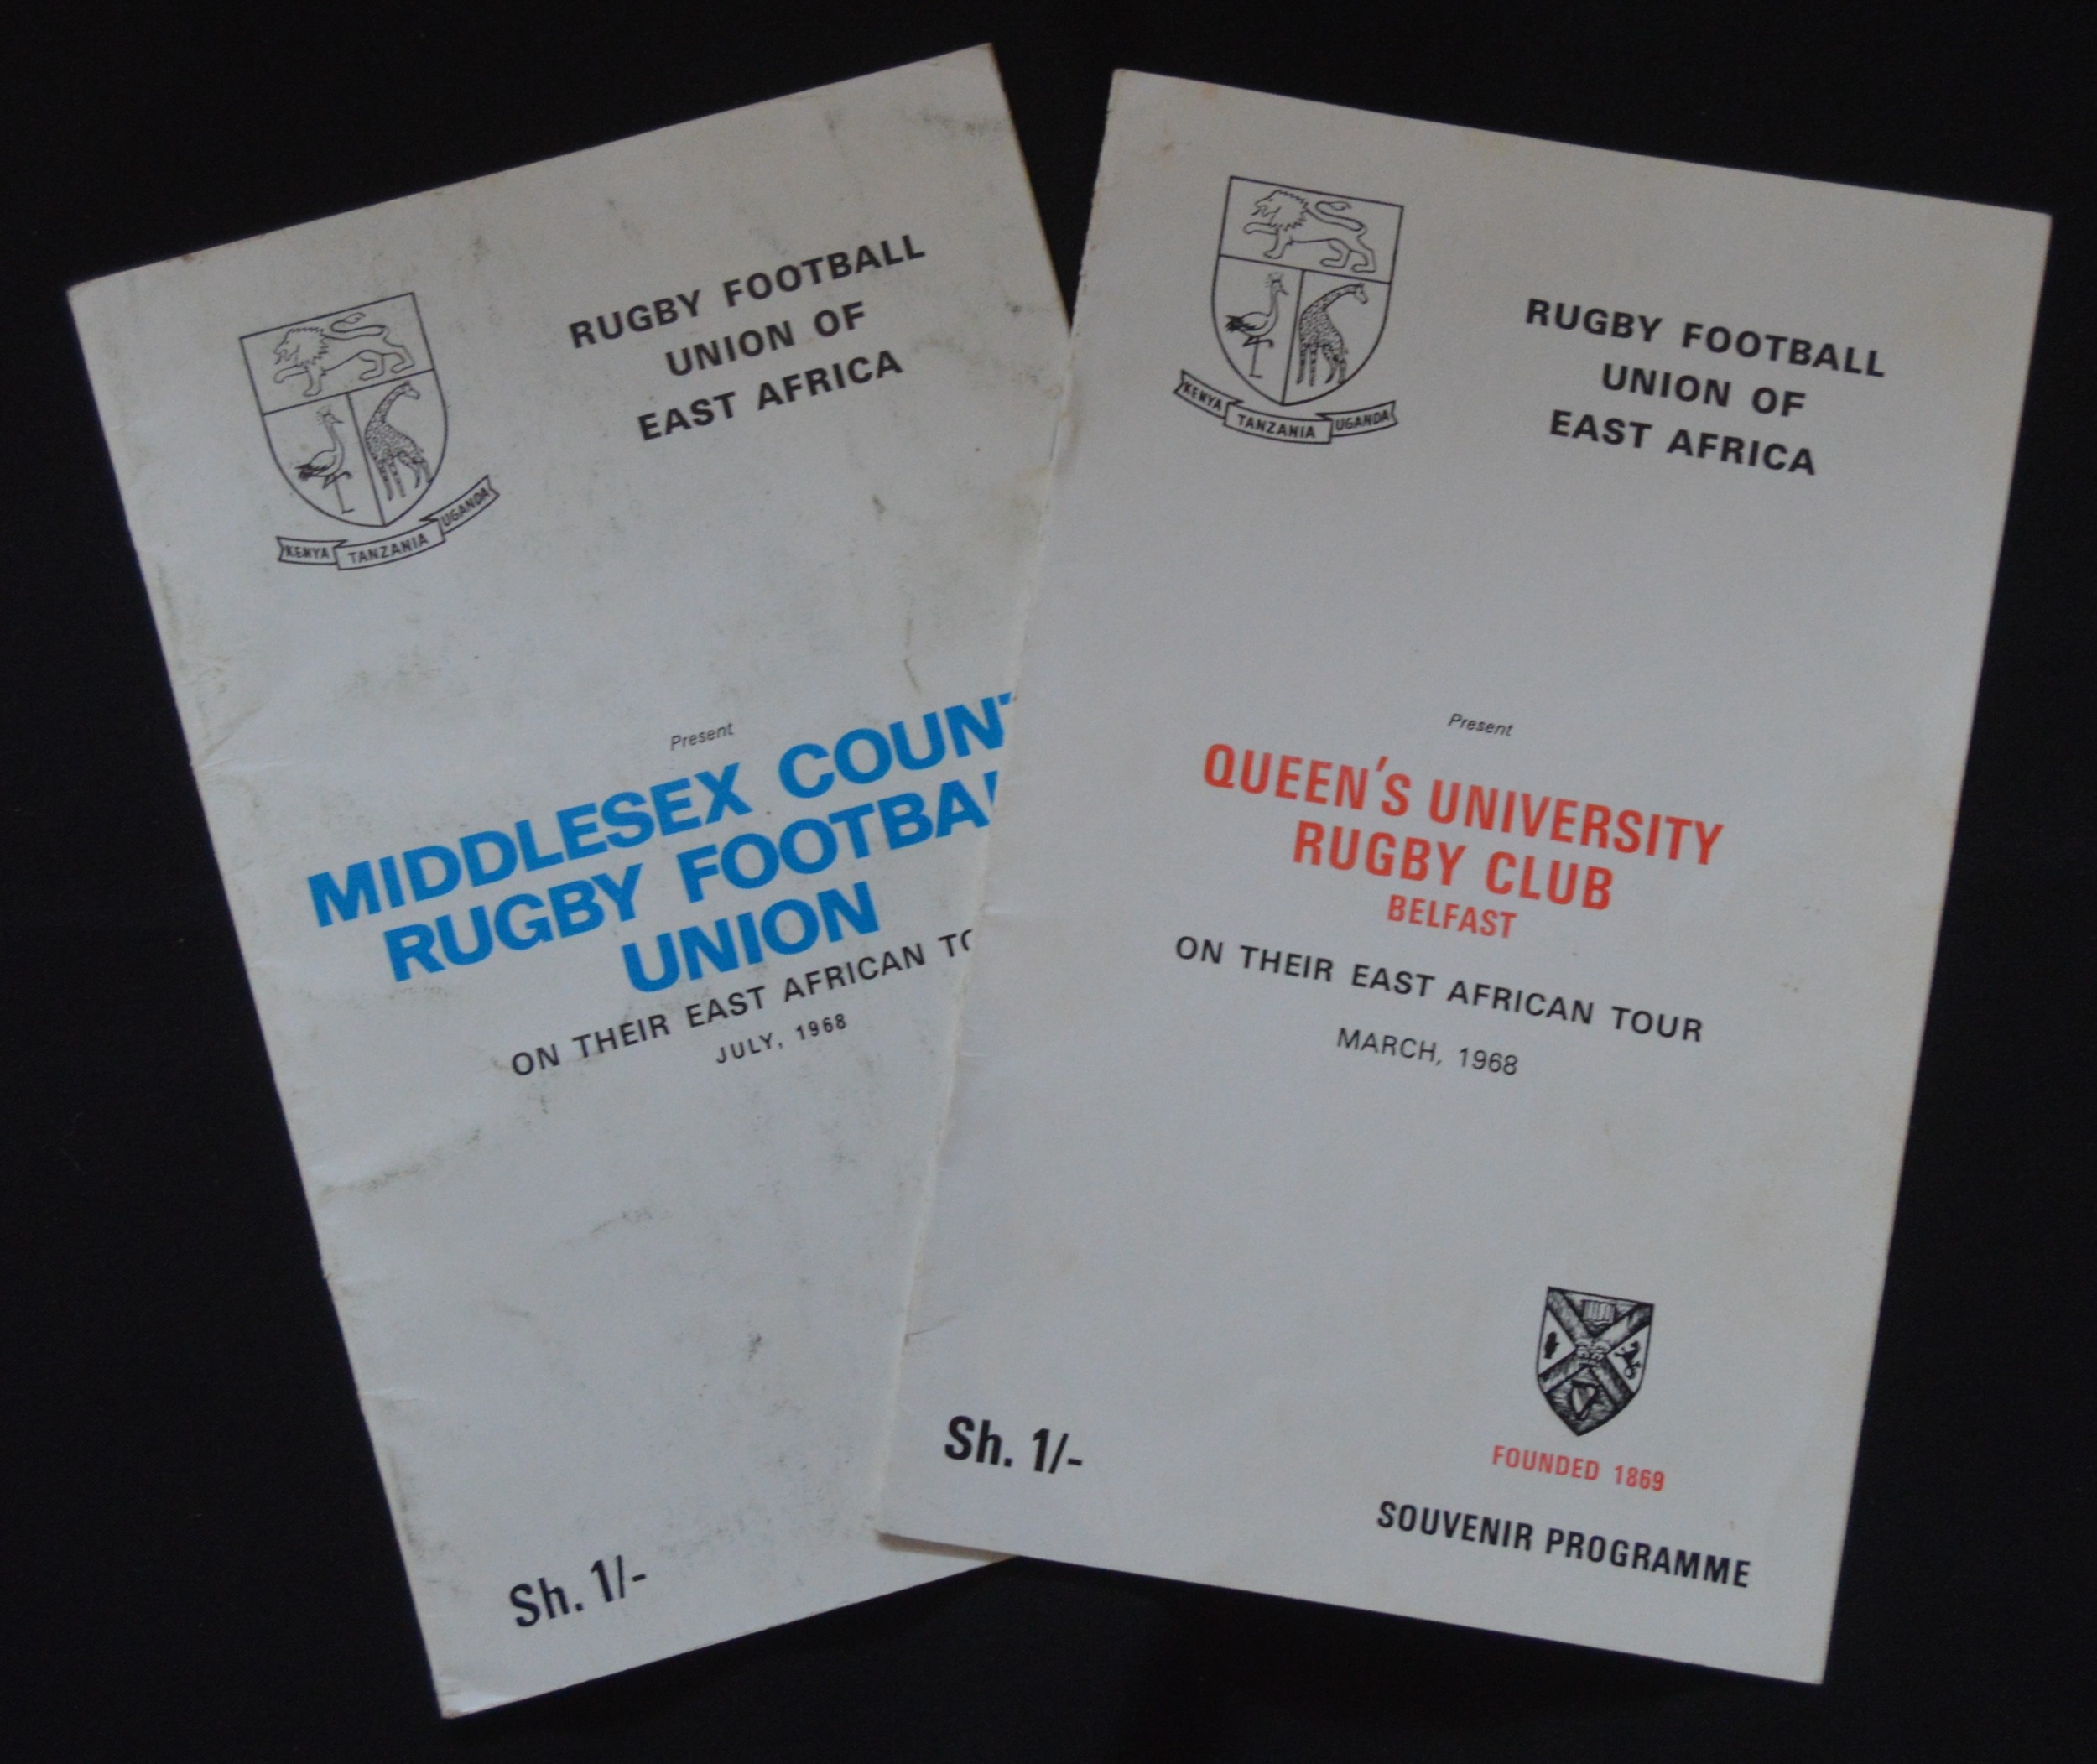 RUGBY FOOTBALL
UNION OF
EAST AFRICA
KENYA TANZANIA UGANDA
Present
MIDDLESEX COUNT
RUGBY FOOTBAL
UNION
ON THEIR EAST AFRICAN TO
JULY, 1968
Sh. 1/-
RUGBY FOOTBALL
UNION OF
EAST AFRICA
KENYA TANZANIA UGANDA
Present
QUEEN'S UNIVERSITY
RUGBY CLUB
BELFAST
ON THEIR EAST AFRICAN TOUR
MARCH, 1968
Sh. 1/-
FOUNDED 1869
SOUVENIR PROGRAMME